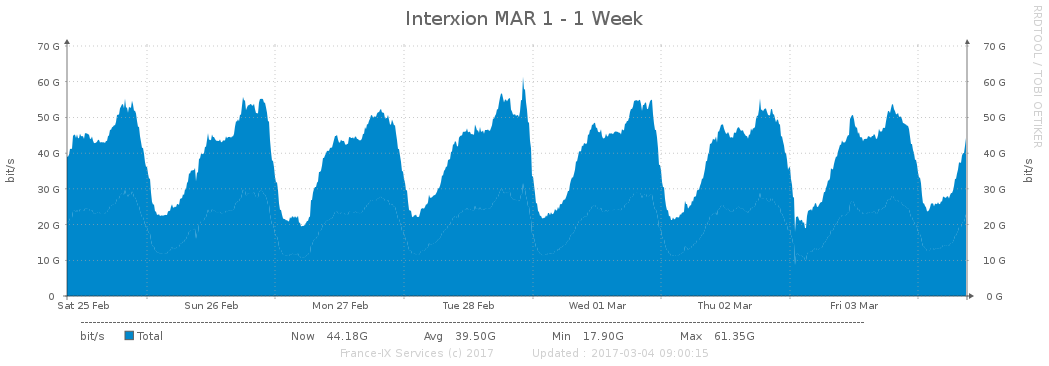 Interxion MAR 1 - 1 Week
RRDTOOL / TOBI OETIKER
bit/s
70 G
60 G
50 G
40 G
30 G
20 G
10 G
0
70 G
60 G
50 G
40 G
30 G
20 G
10 G
0 G
bit/s
Sat 25 Feb Sun 26 Feb Mon 27 Feb Tue 28 Feb Wed 01 Mar Thu 02 Mar Fri 03 Mar
bit/s Total Now 44.18G Avg 39.50G Min 17.90G Max 61.35G
France-IX Services (c) 2017 Updated : 2017-03-04 09:00:15